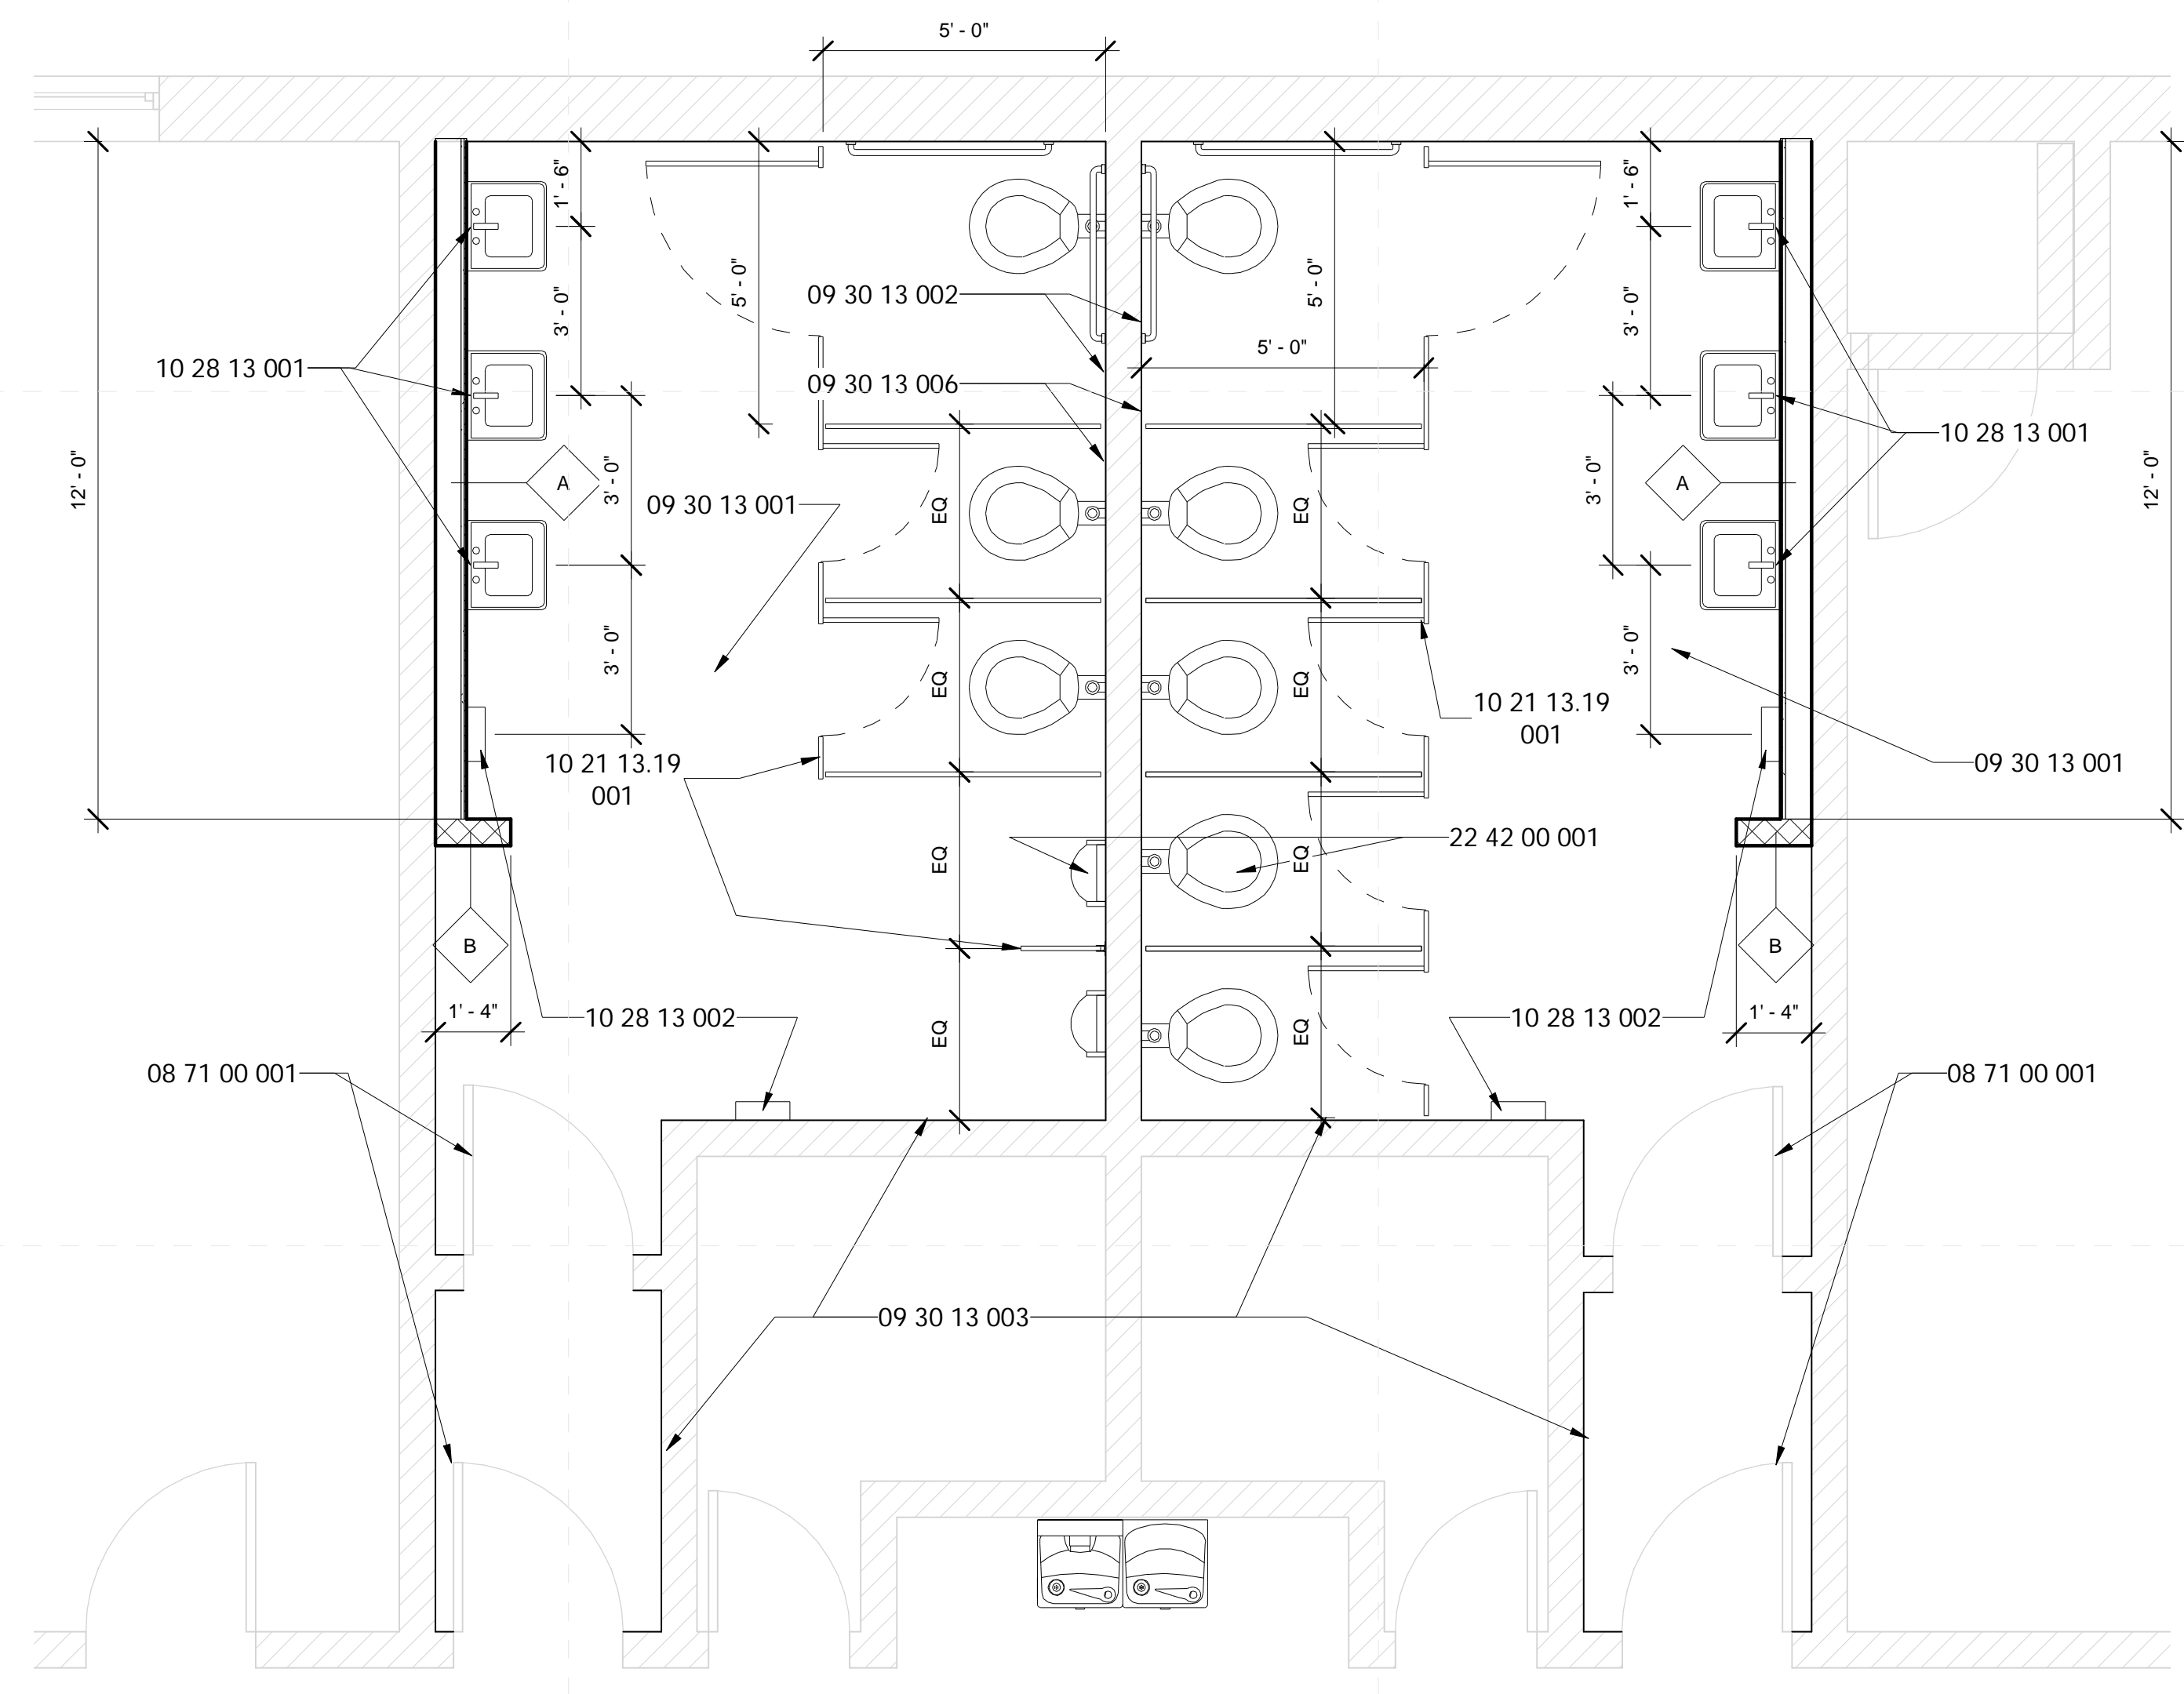 5' - 0"
1' - 6"
1' - 6"
5' - 0"
5' - 0"
3' - 0"
09 30 13 002
3' - 0"
5' - 0"
10 28 13 001
09 30 13 006
10 28 13 001
12' - 0"
A
3' - 0"
3' - 0"
A
12' - 0"
09 30 13 001
EQ
EQ
3' - 0"
3' - 0"
EQ
EQ
10 21 13.19
001
10 21 13.19
001
09 30 13 001
22 42 00 001
EQ
EQ
B
B
1' - 4"
10 28 13 002
EQ
EQ
10 28 13 002
1' - 4"
08 71 00 001
08 71 00 001
09 30 13 003